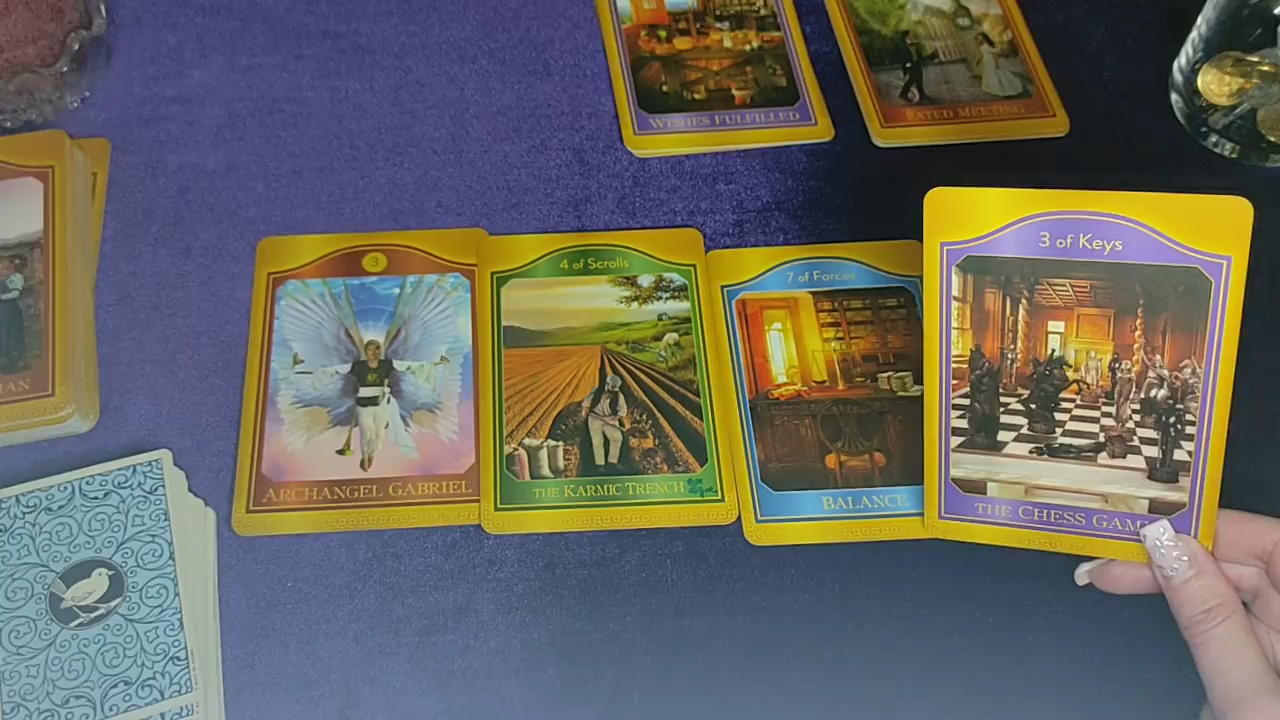 WISHES FULFILLED
FATED MEETING
3 of Keys
3
4 of Scrolls
7 of Forces
ARCHANGEL GABRIEL
THE KARMIC TRENCH
BALANCE
THE CHESS GAM